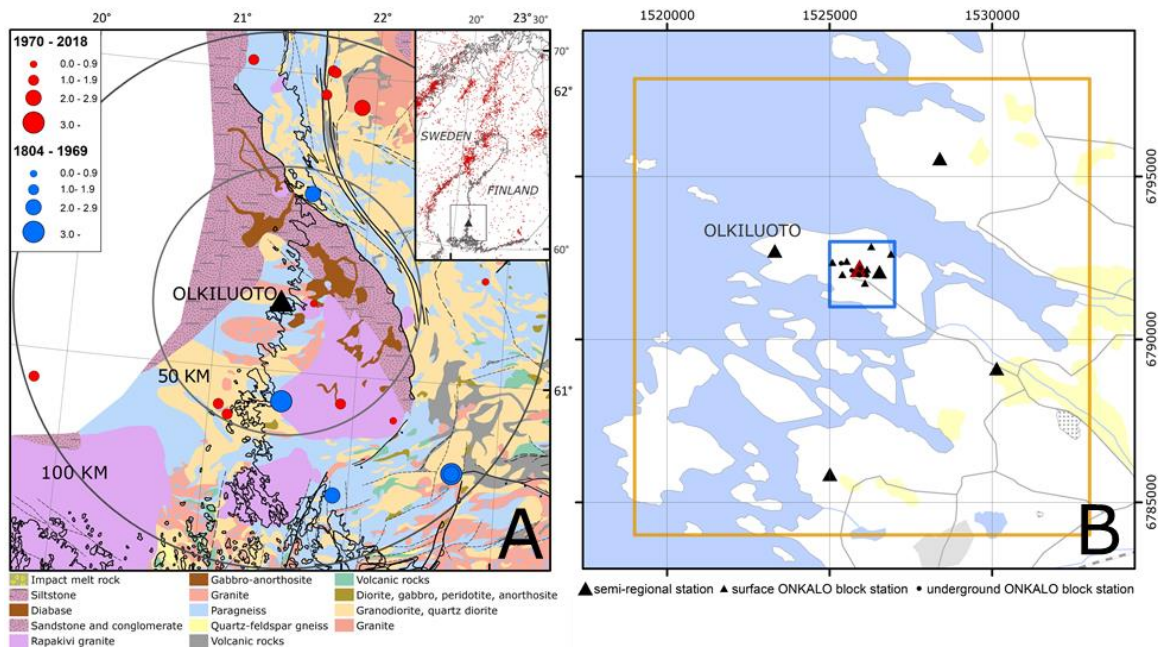 20°
21°
22°
23°
30'
1970 - 2018
0.0 - 0.9
1.0 - 1.9
2.0 - 2.9
3.0 -
1804 - 1969
0.0 - 0.9
1.0- 1.9
2.0 - 2.9
3.0 -
20°
30°
70°
62°
SWEDEN
FINLAND
60°
OLKILUOTO
50 KM
61°
100 KM
A
Impact melt rock
Siltstone
Diabase
Sandstone and conglomerate
Rapakivi granite
Gabbro-anorthosite
Granite
Paragneiss
Quartz-feldspar gneiss
Volcanic rocks
Volcanic rocks
Diorite, gabbro, peridotite, anorthosite
Granodiorite, quartz diorite
Granite
1520000
1525000
1530000
6795000
6790000
6785000
OLKILUOTO
B
semi-regional station
surface ONKALO block station
underground ONKALO block station